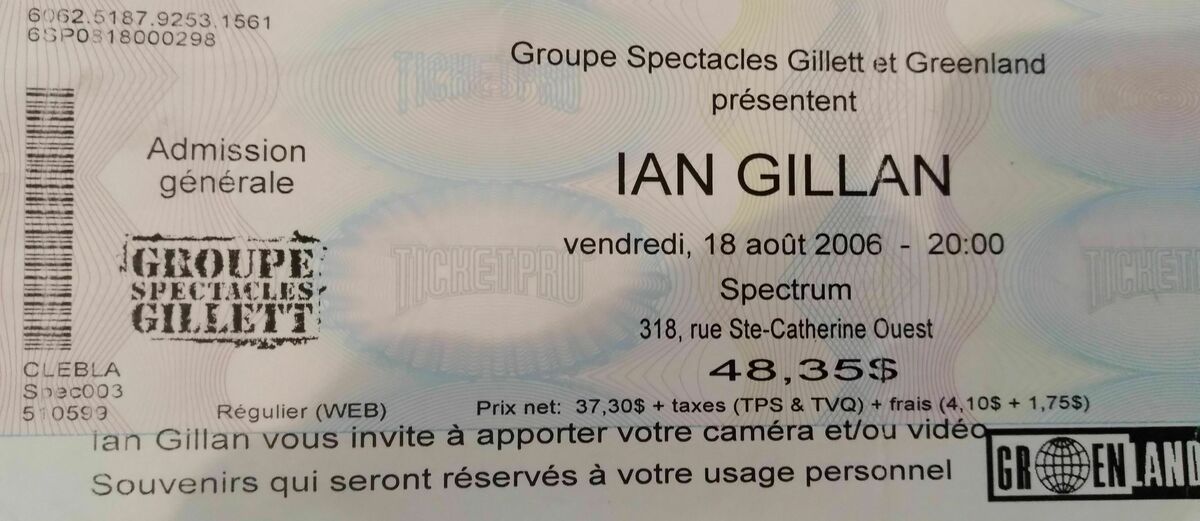 6062.5187.9253.1561
6SP0818000298
Groupe Spectacles Gillett et Greenland
présentent
IAN GILLAN
vendredi, 18 août 2006 - 20:00
Spectrum
318, rue Ste-Catherine Ouest
48,35$
Prix net: 37,30$ + taxes (TPS & TVQ) + frais (4,10$ + 1,75$)
Admission
générale
GROUPE
SPECTACLES
GILLETT
CLEBLA
Spec003
510599
Régulier (WEB)
Ian Gillan vous invite à apporter votre caméra et/ou vidéo
Souvenirs qui seront réservés à votre usage personnel
GREENLAND
TICKETPRO
TICKETPRO
TICKETPRO